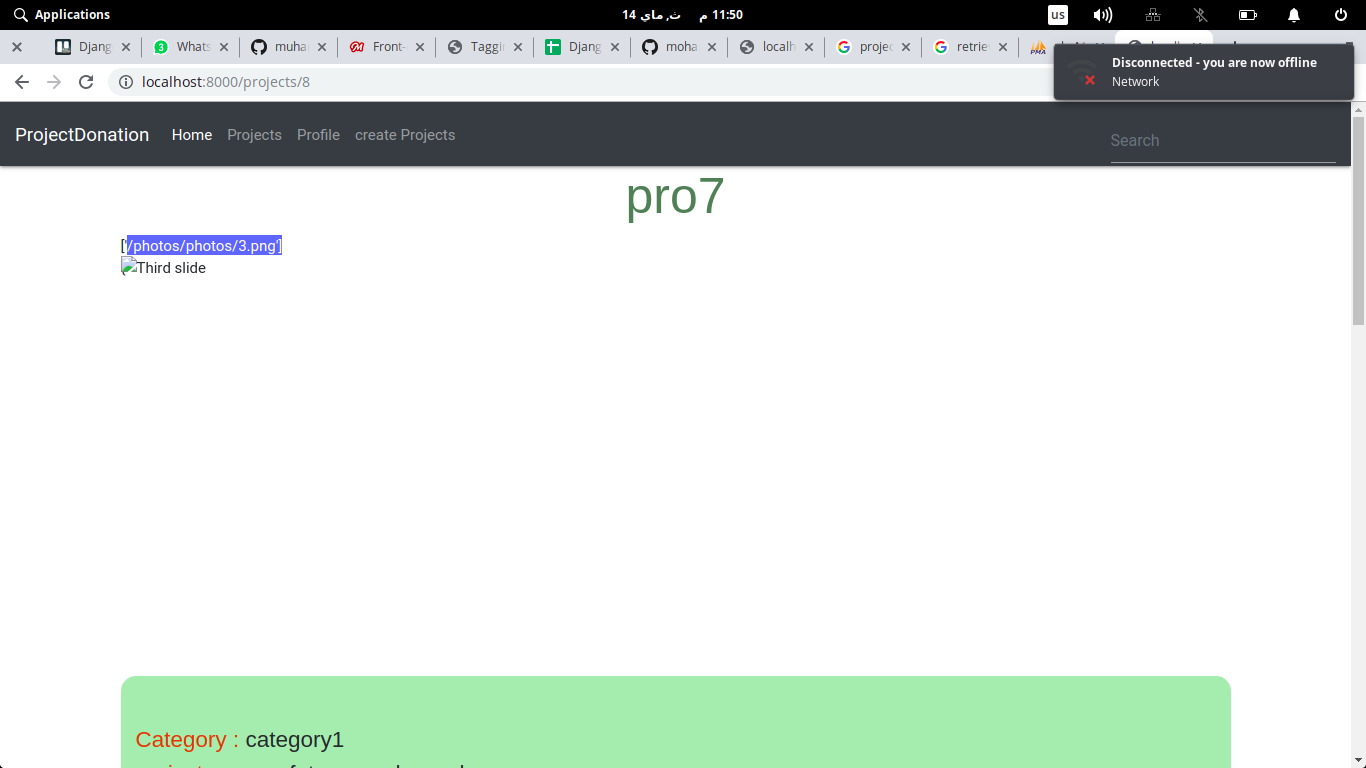 Applications
14 ث, ماي
11:50 م
us
Djang
3
Whats
muha
Front-
Taggi
Djang
moha
localh
projec
retrie
PMA
Disconnected - you are now offline
Network
localhost:8000/projects/8
ProjectDonation
Home
Projects
Profile
create Projects
Search
pro7
['/photos/photos/3.png']
Third slide
Category : category1